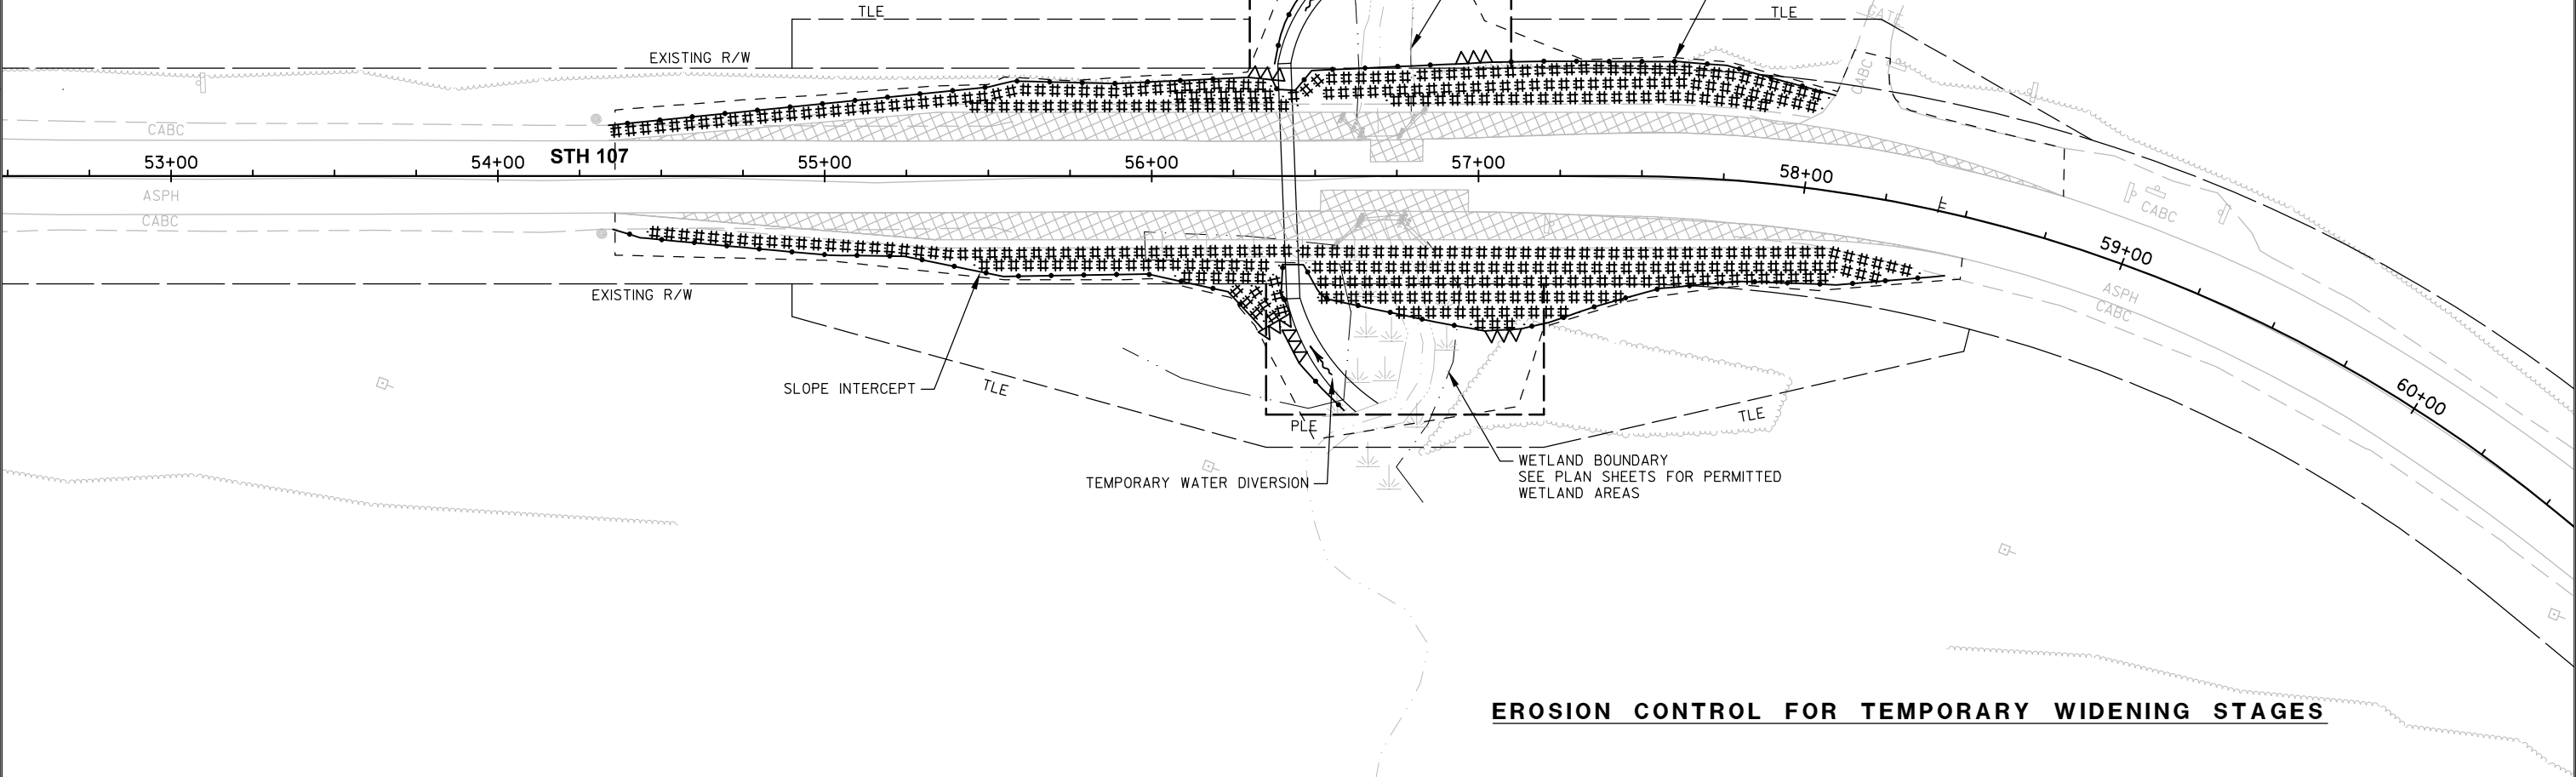 TLE
TLE
GATE
EXISTING R/W
CABC
CABC
STH 107
53+00
54+00
55+00
56+00
57+00
58+00
ASPH
CABC
CABC
59+00
EXISTING R/W
ASPH
CABC
SLOPE INTERCEPT
TLE
60+00
TLE
PLE
WETLAND BOUNDARY
SEE PLAN SHEETS FOR PERMITTED
WETLAND AREAS
TEMPORARY WATER DIVERSION
EROSION CONTROL FOR TEMPORARY WIDENING STAGES